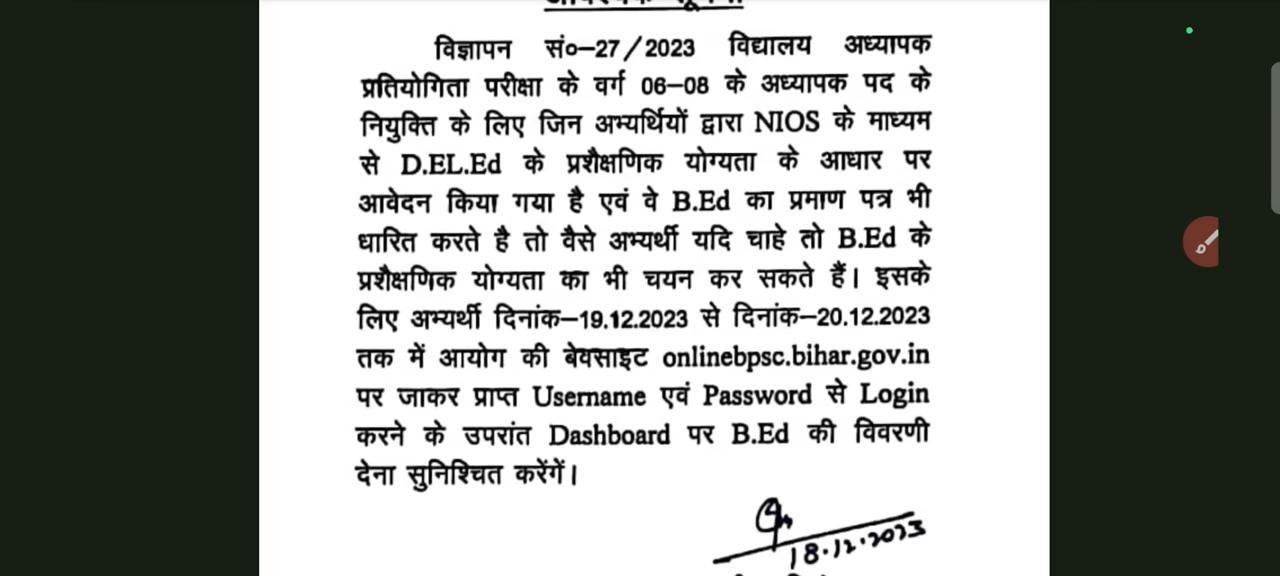 आवश्यक सूचना
विज्ञापन सं०–27/2023 विद्यालय अध्यापक
प्रतियोगिता परीक्षा के वर्ग 06–08 के अध्यापक पद के
नियुक्ति के लिए जिन अभ्यर्थियों द्वारा NIOS के माध्यम
से D.EL.Ed के प्रशैक्षणिक योग्यता के आधार पर
आवेदन किया गया है एवं वे B.Ed का प्रमाण पत्र भी
धारित करते है तो वैसे अभ्यर्थी यदि चाहे तो B.Ed के
प्रशैक्षणिक योग्यता का भी चयन कर सकते हैं। इसके
लिए अभ्यर्थी दिनांक–19.12.2023 से दिनांक–20.12.2023
तक में आयोग की बेवसाइट onlinebpsc.bihar.gov.in
पर जाकर प्राप्त Username एवं Password से Login
करने के उपरांत Dashboard पर B.Ed की विवरणी
देना सुनिश्चित करेंगें।
18.12.2023